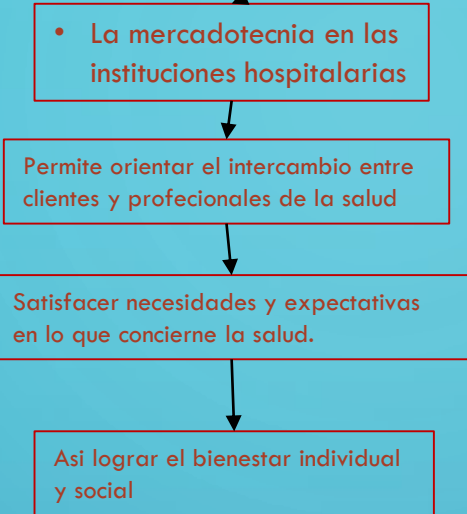 • La mercadotecnia en las
instituciones hospitalarias
Permite orientar el intercambio entre
clientes y profecionales de la salud
Satisfacer necesidades y expectativas
en lo que concierne la salud.
Asi lograr el bienestar individual
y social